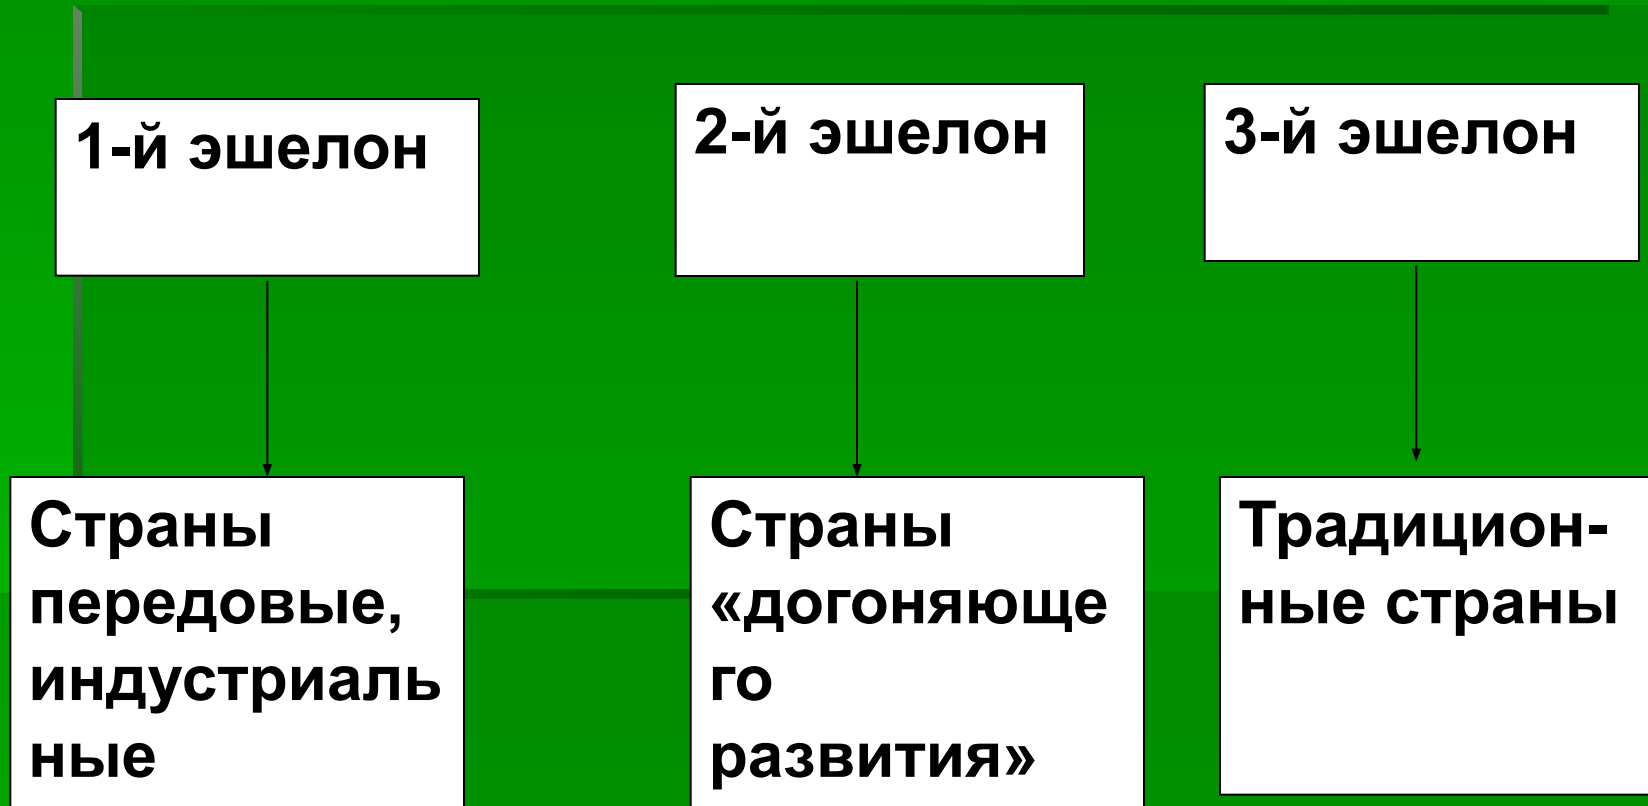 1-й эшелон
2-й эшелон
3-й эшелон
Страны
передовые,
индустриаль
ные
Страны
«догоняюще
го
развития»
Традицион-
ные страны